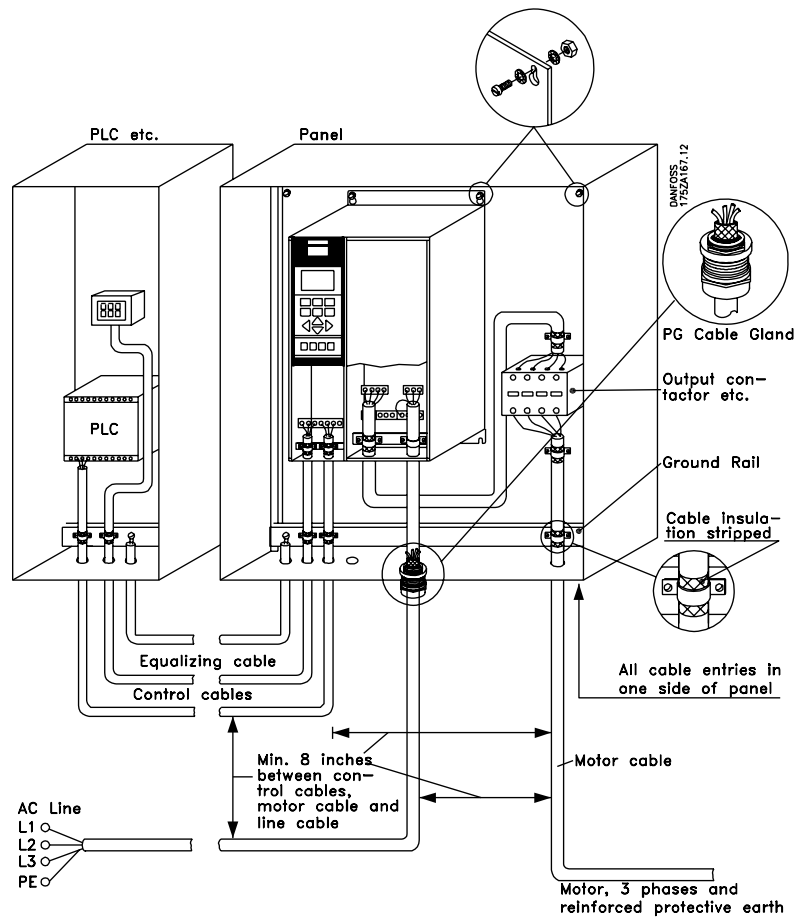 PLC etc.
Panel
DANFOSS
175ZA167.12
PG Cable Gland
Output con-
tactor etc.
PLC
Ground Rail
Cable insula-
tion stripped
Equalizing cable
Control cables
All cable entries in
one side of panel
Min. 8 inches
between con-
trol cables,
motor cable and
line cable
Motor cable
AC Line
L1
L2
L3
PE
Motor, 3 phases and
reinforced protective earth